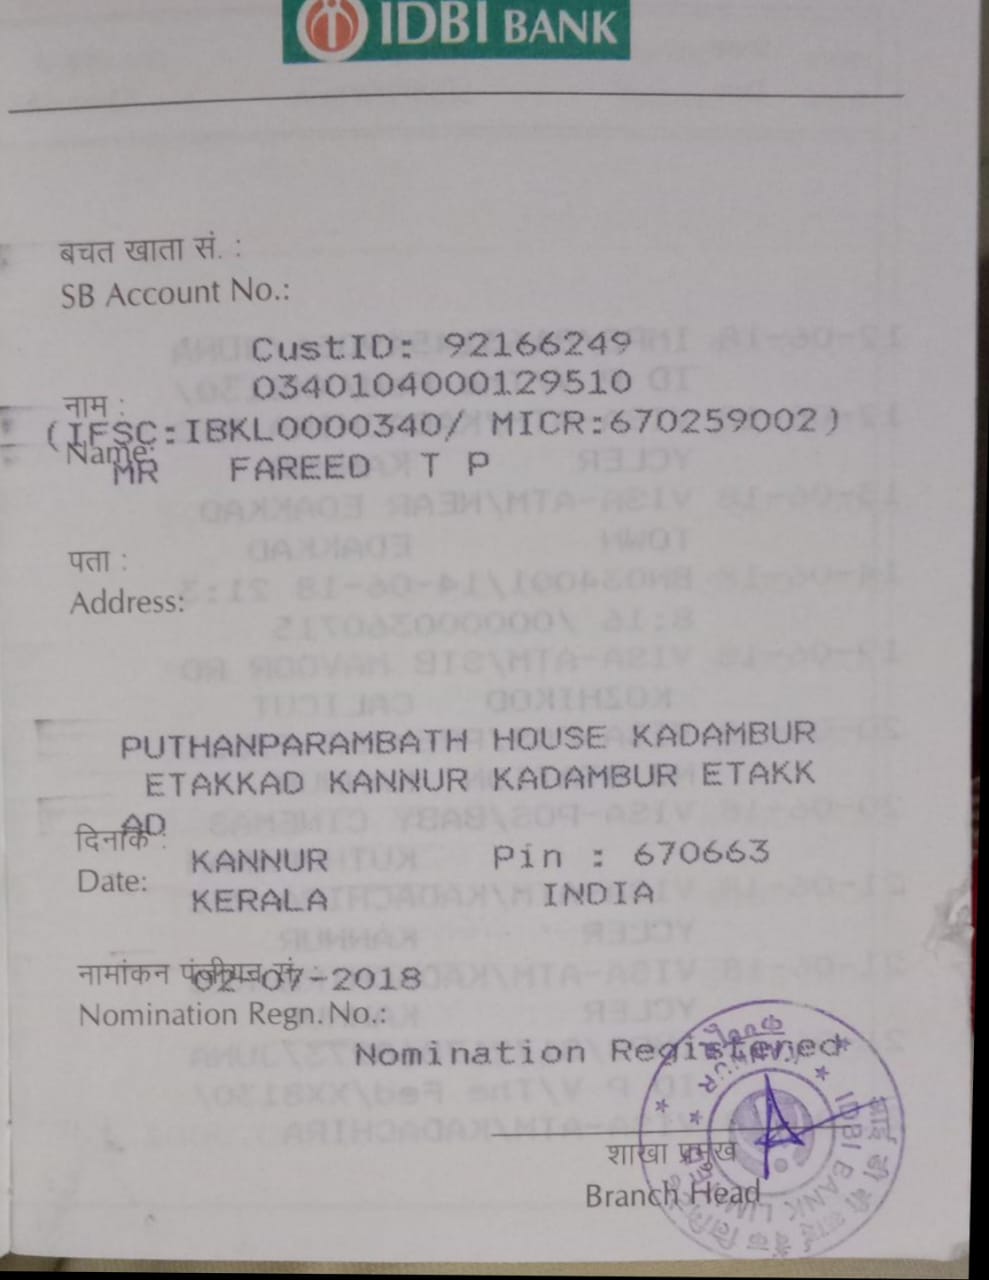 IDBI BANK
बचत खाता सं. :
SB Account No.:
CustID: 92166249
0340104000129510
नाम :
(IFSC:IBKL0000340/ MICR:670259002)
Name:
MR FAREED T P
पता :
Address:
PUTHANPARAMBATH HOUSE KADAMBUR
ETAKKAD KANNUR KADAMBUR ETAKK
AD
दिनांक :
KANNUR Pin : 670663
Date:
KERALA INDIA
नामांकन पंजीयन सं.
02-07-2018
Nomination Regn.No.:
Nomination Registered
शाखा प्रमुख
Branch Head
IDBI BANK LIMITED